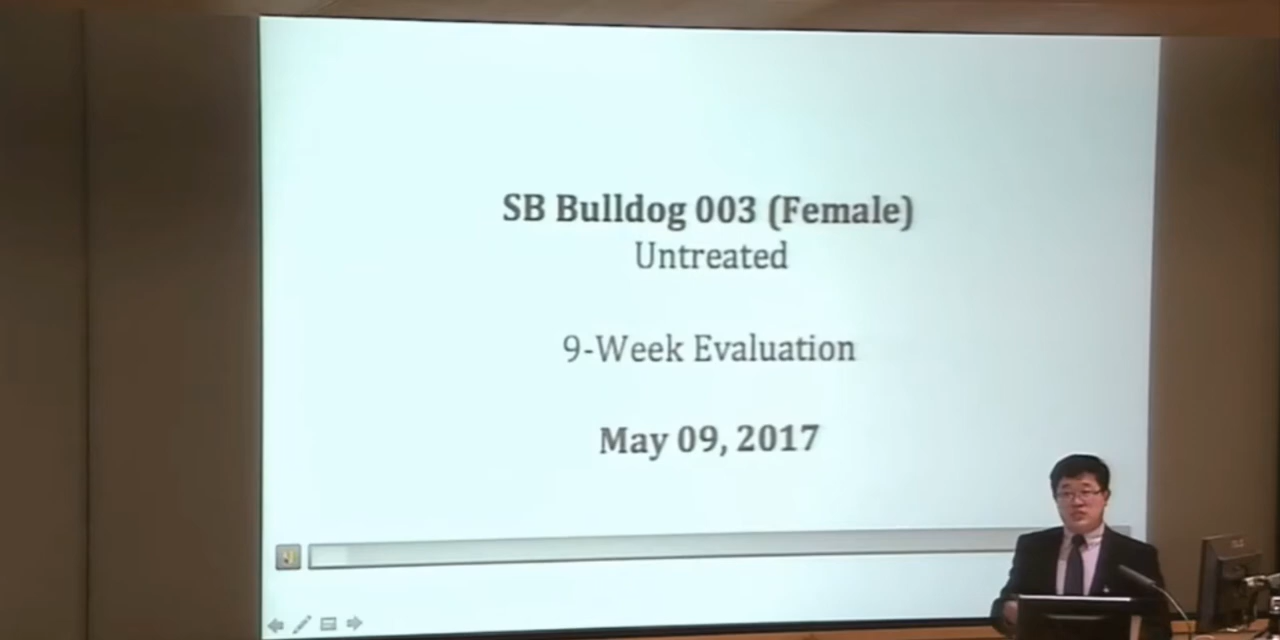 SB Bulldog 003 (Female)
Untreated
9-Week Evaluation
May 09, 2017